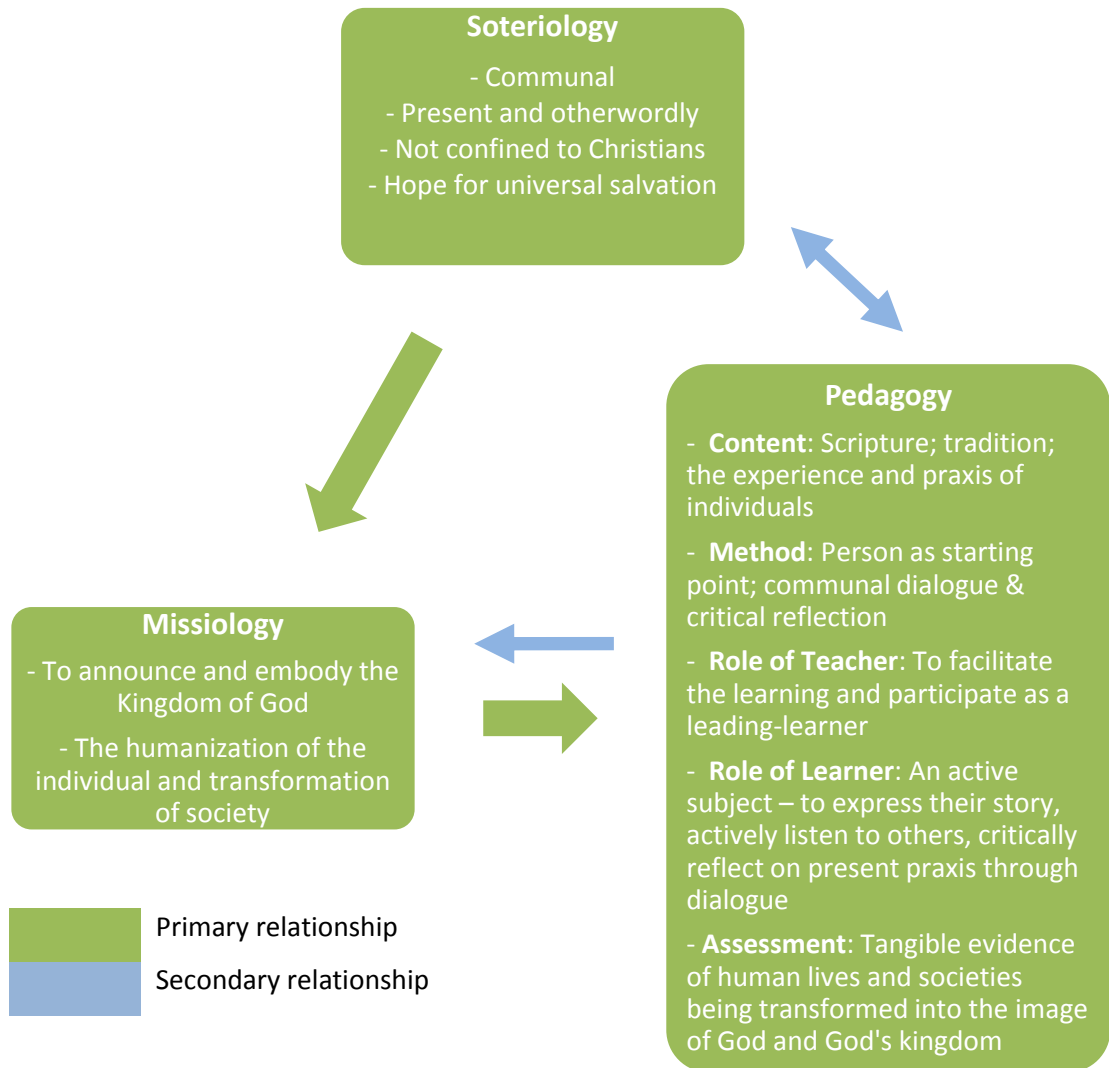 Soteriology
- Communal
- Present and otherwordly
- Not confined to Christians
- Hope for universal salvation
Pedagogy
- Content: Scripture; tradition;
the experience and praxis of
individuals
- Method: Person as starting
point; communal dialogue &
critical reflection
- Role of Teacher: To facilitate
the learning and participate as a
leading-learner
- Role of Learner: An active
subject – to express their story,
actively listen to others, critically
reflect on present praxis through
dialogue
- Assessment: Tangible evidence
of human lives and societies
being transformed into the image
of God and God's kingdom
Missiology
- To announce and embody the
Kingdom of God
- The humanization of the
individual and transformation
of society
Primary relationship
Secondary relationship